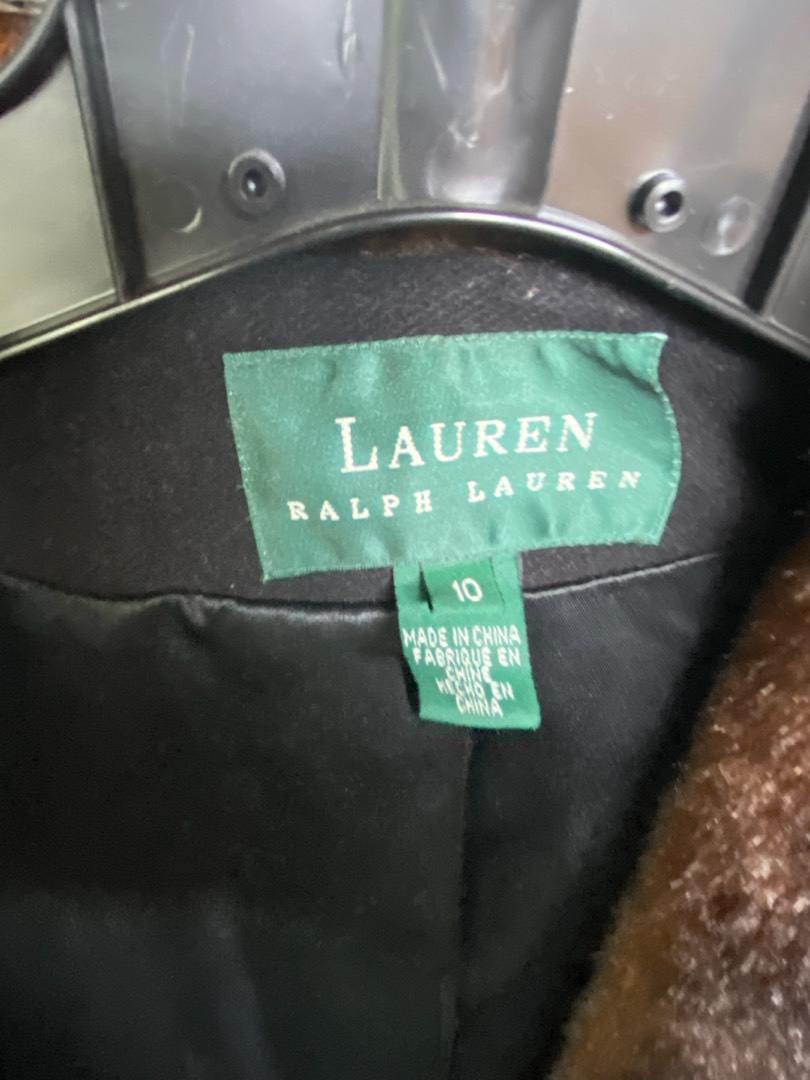 LAUREN
RALPH LAUREN
10
MADE IN CHINA
FABRIQUE EN
CHINE
HECHO EN
CHINA